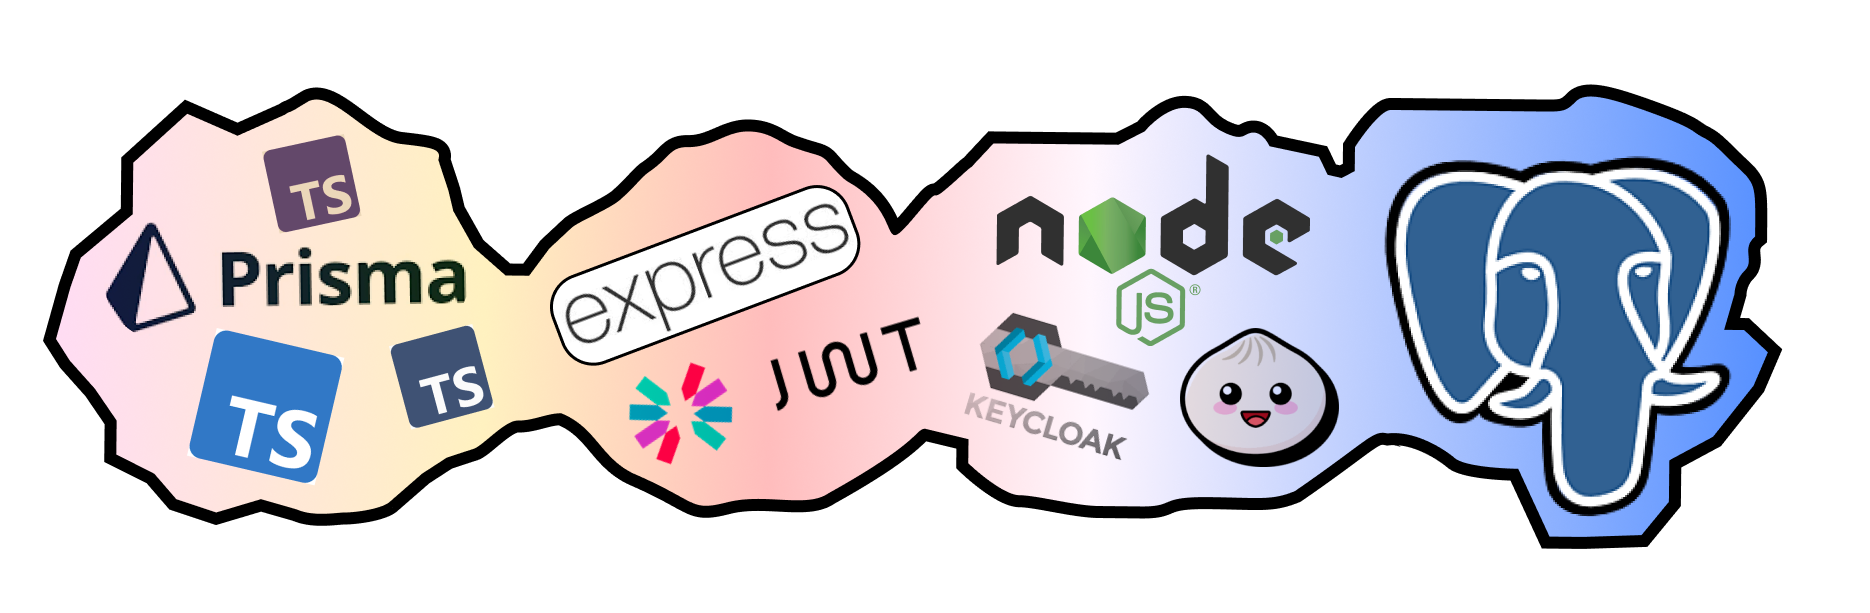 TS
Prisma
TS
TS
express
JWT
node
JS®
KEYCLOAK